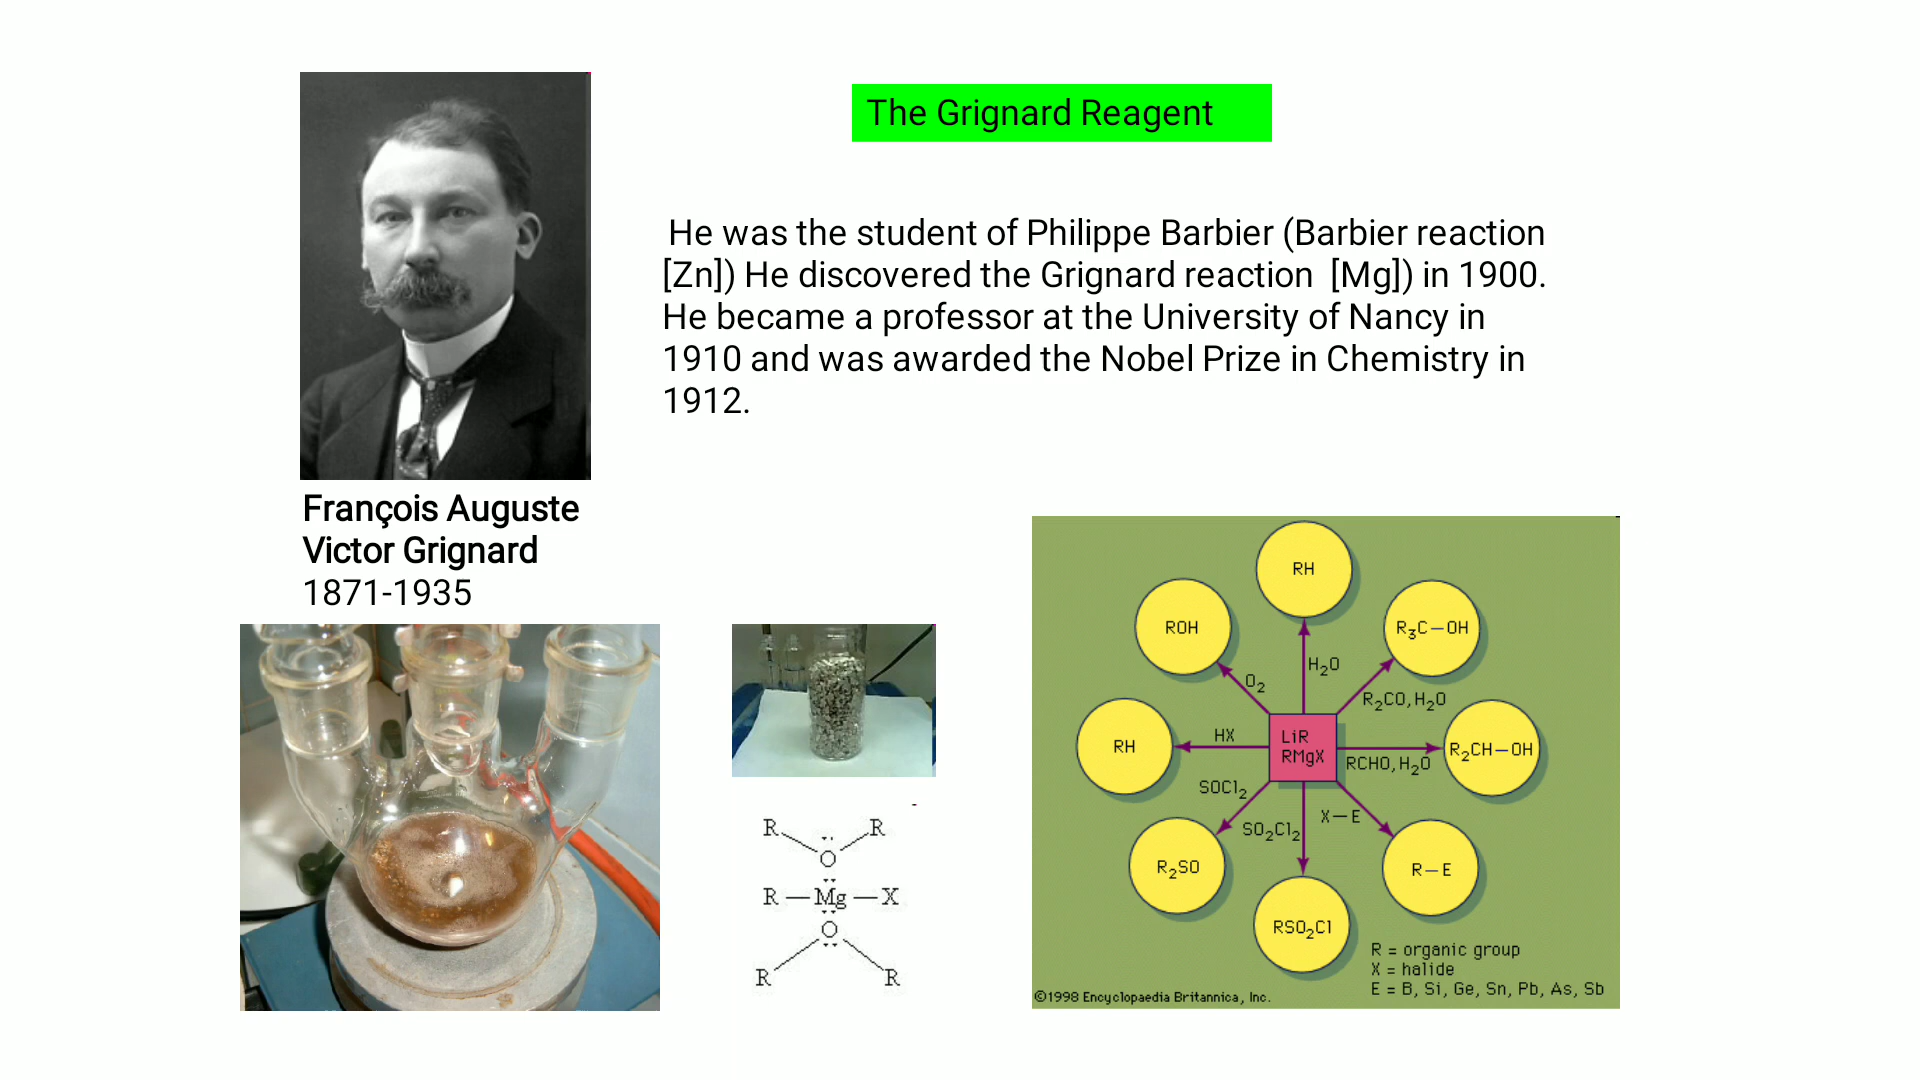 The Grignard Reagent
He was the student of Philippe Barbier (Barbier reaction
[Zn]) He discovered the Grignard reaction  [Mg]) in 1900.
He became a professor at the University of Nancy in
1910 and was awarded the Nobel Prize in Chemistry in
1912.
François Auguste
Victor Grignard
1871-1935
R R
O
R — Mg — X
O
R R
RH
ROH
R₃C—OH
H₂O
O₂
R₂CO, H₂O
RH
HX
LiR
RMgX
RCHO, H₂O
R₂CH—OH
SOCl₂
SO₂Cl₂
X—E
R₂SO
R—E
RSO₂Cl
R = organic group
X = halide
E = B, Si, Ge, Sn, Pb, As, Sb
©1998 Encyclopaedia Britannica, Inc.